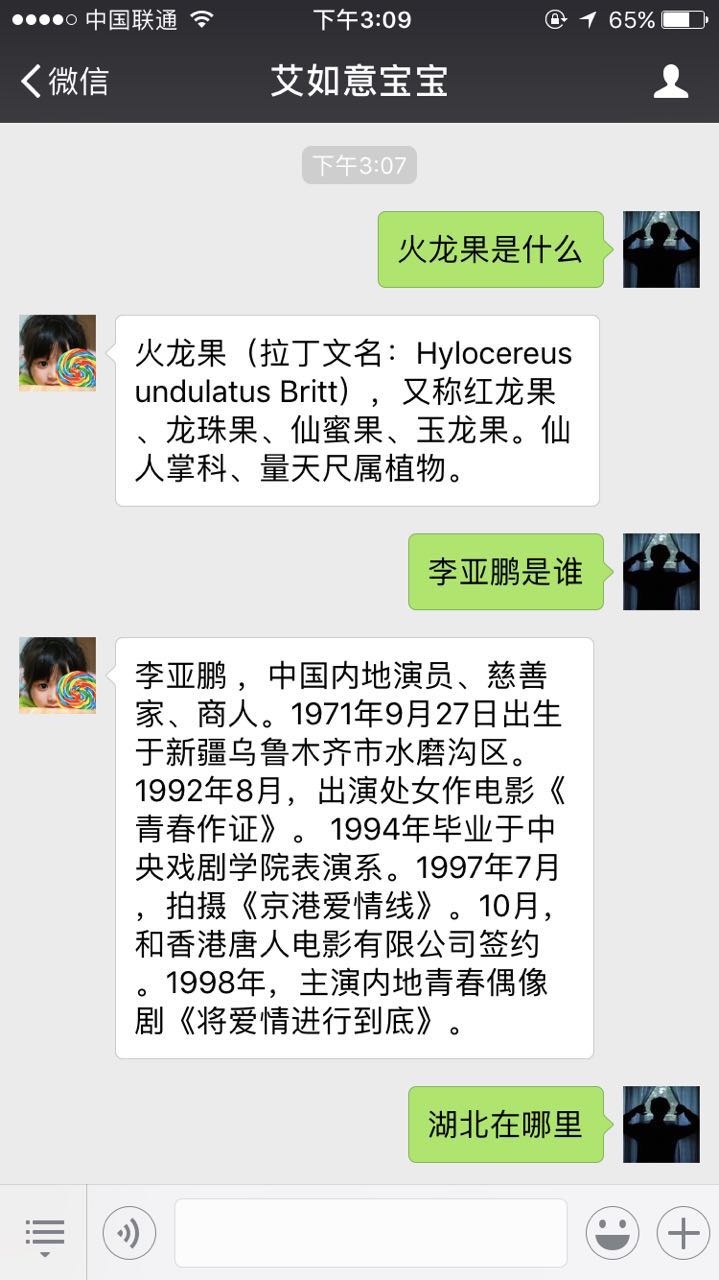 中国联通 下午3:09 65%
微信 艾如意宝宝
下午3:07
火龙果是什么
火龙果（拉丁文名：Hylocereus
undulatus Britt），又称红龙果
、龙珠果、仙蜜果、玉龙果。仙
人掌科、量天尺属植物。
李亚鹏是谁
李亚鹏 ，中国内地演员、慈善
家、商人。1971年9月27日出生
于新疆乌鲁木齐市水磨沟区。
1992年8月，出演处女作电影《
青春作证》。 1994年毕业于中
央戏剧学院表演系。1997年7月
，拍摄《京港爱情线》。10月，
和香港唐人电影有限公司签约
。1998年，主演内地青春偶像
剧《将爱情进行到底》。
湖北在哪里